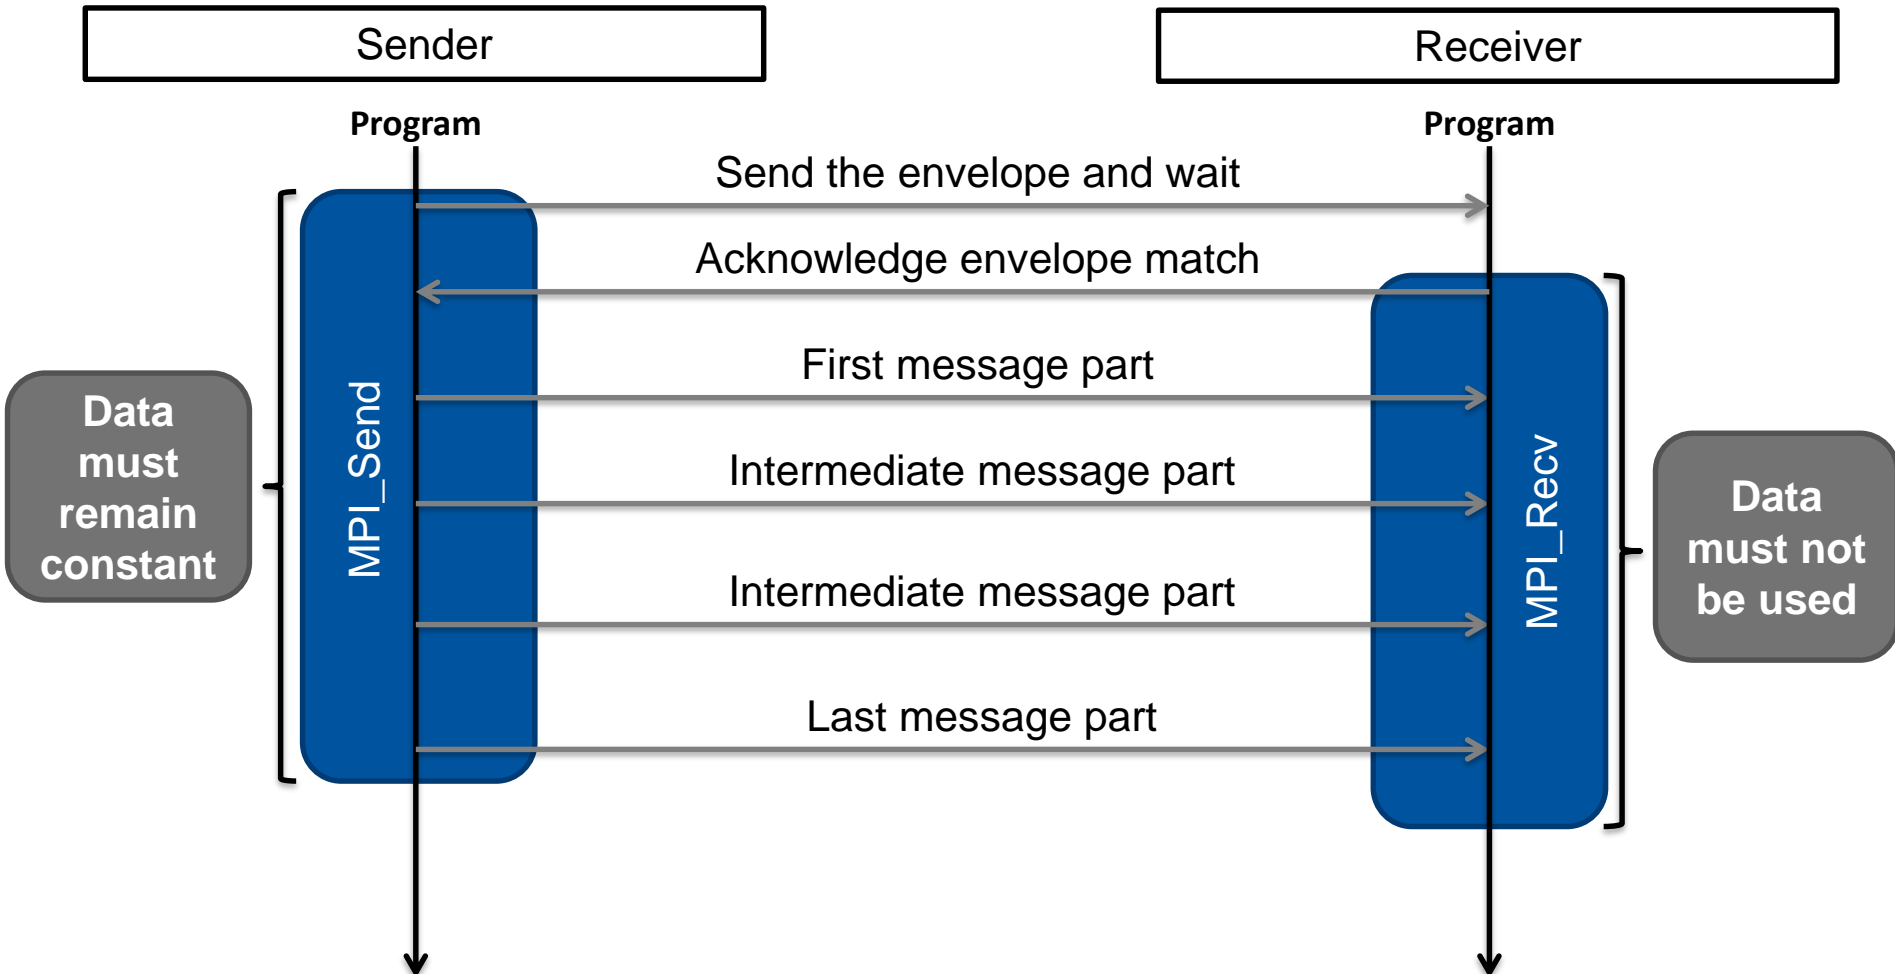 Sender
Receiver
Program
Program
Send the envelope and wait
Acknowledge envelope match
First message part
Intermediate message part
Intermediate message part
Last message part
Data
must
remain
constant
MPI_Send
MPI_Recv
Data
must not
be used